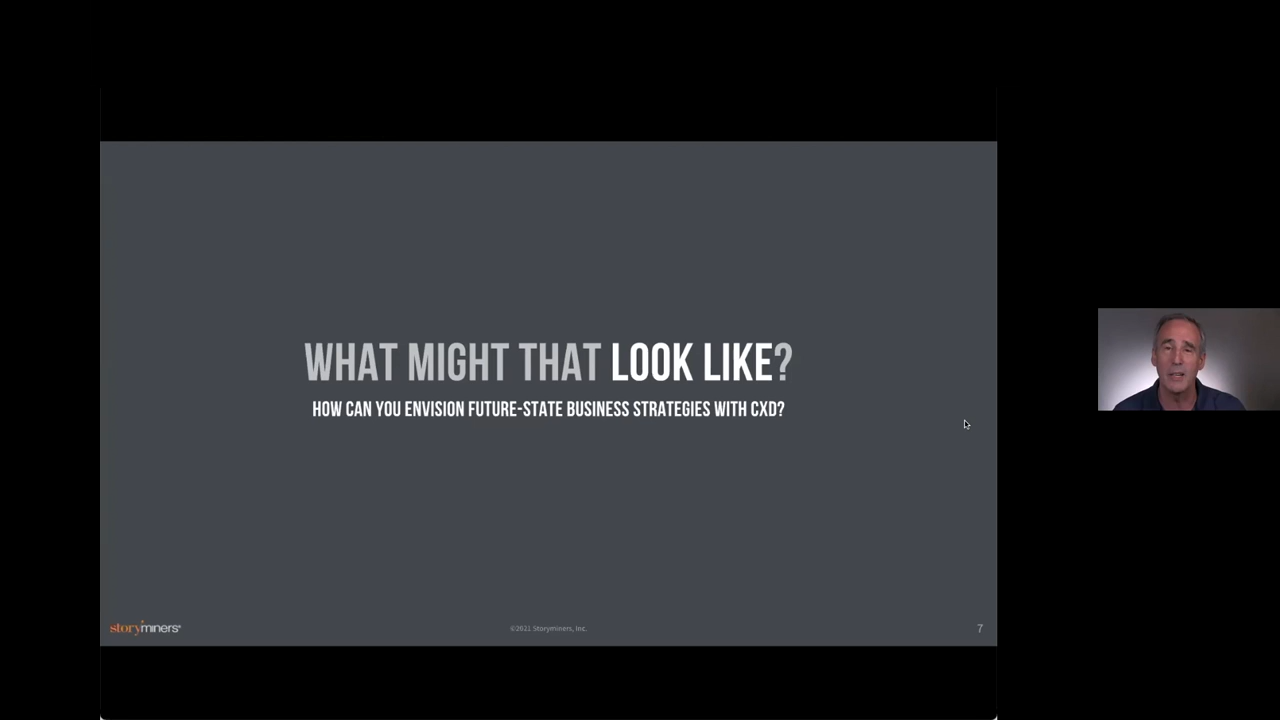 WHAT MIGHT THAT LOOK LIKE?
HOW CAN YOU ENVISION FUTURE-STATE BUSINESS STRATEGIES WITH CXD?
storyminers®
©2021 Storyminers, Inc.
7